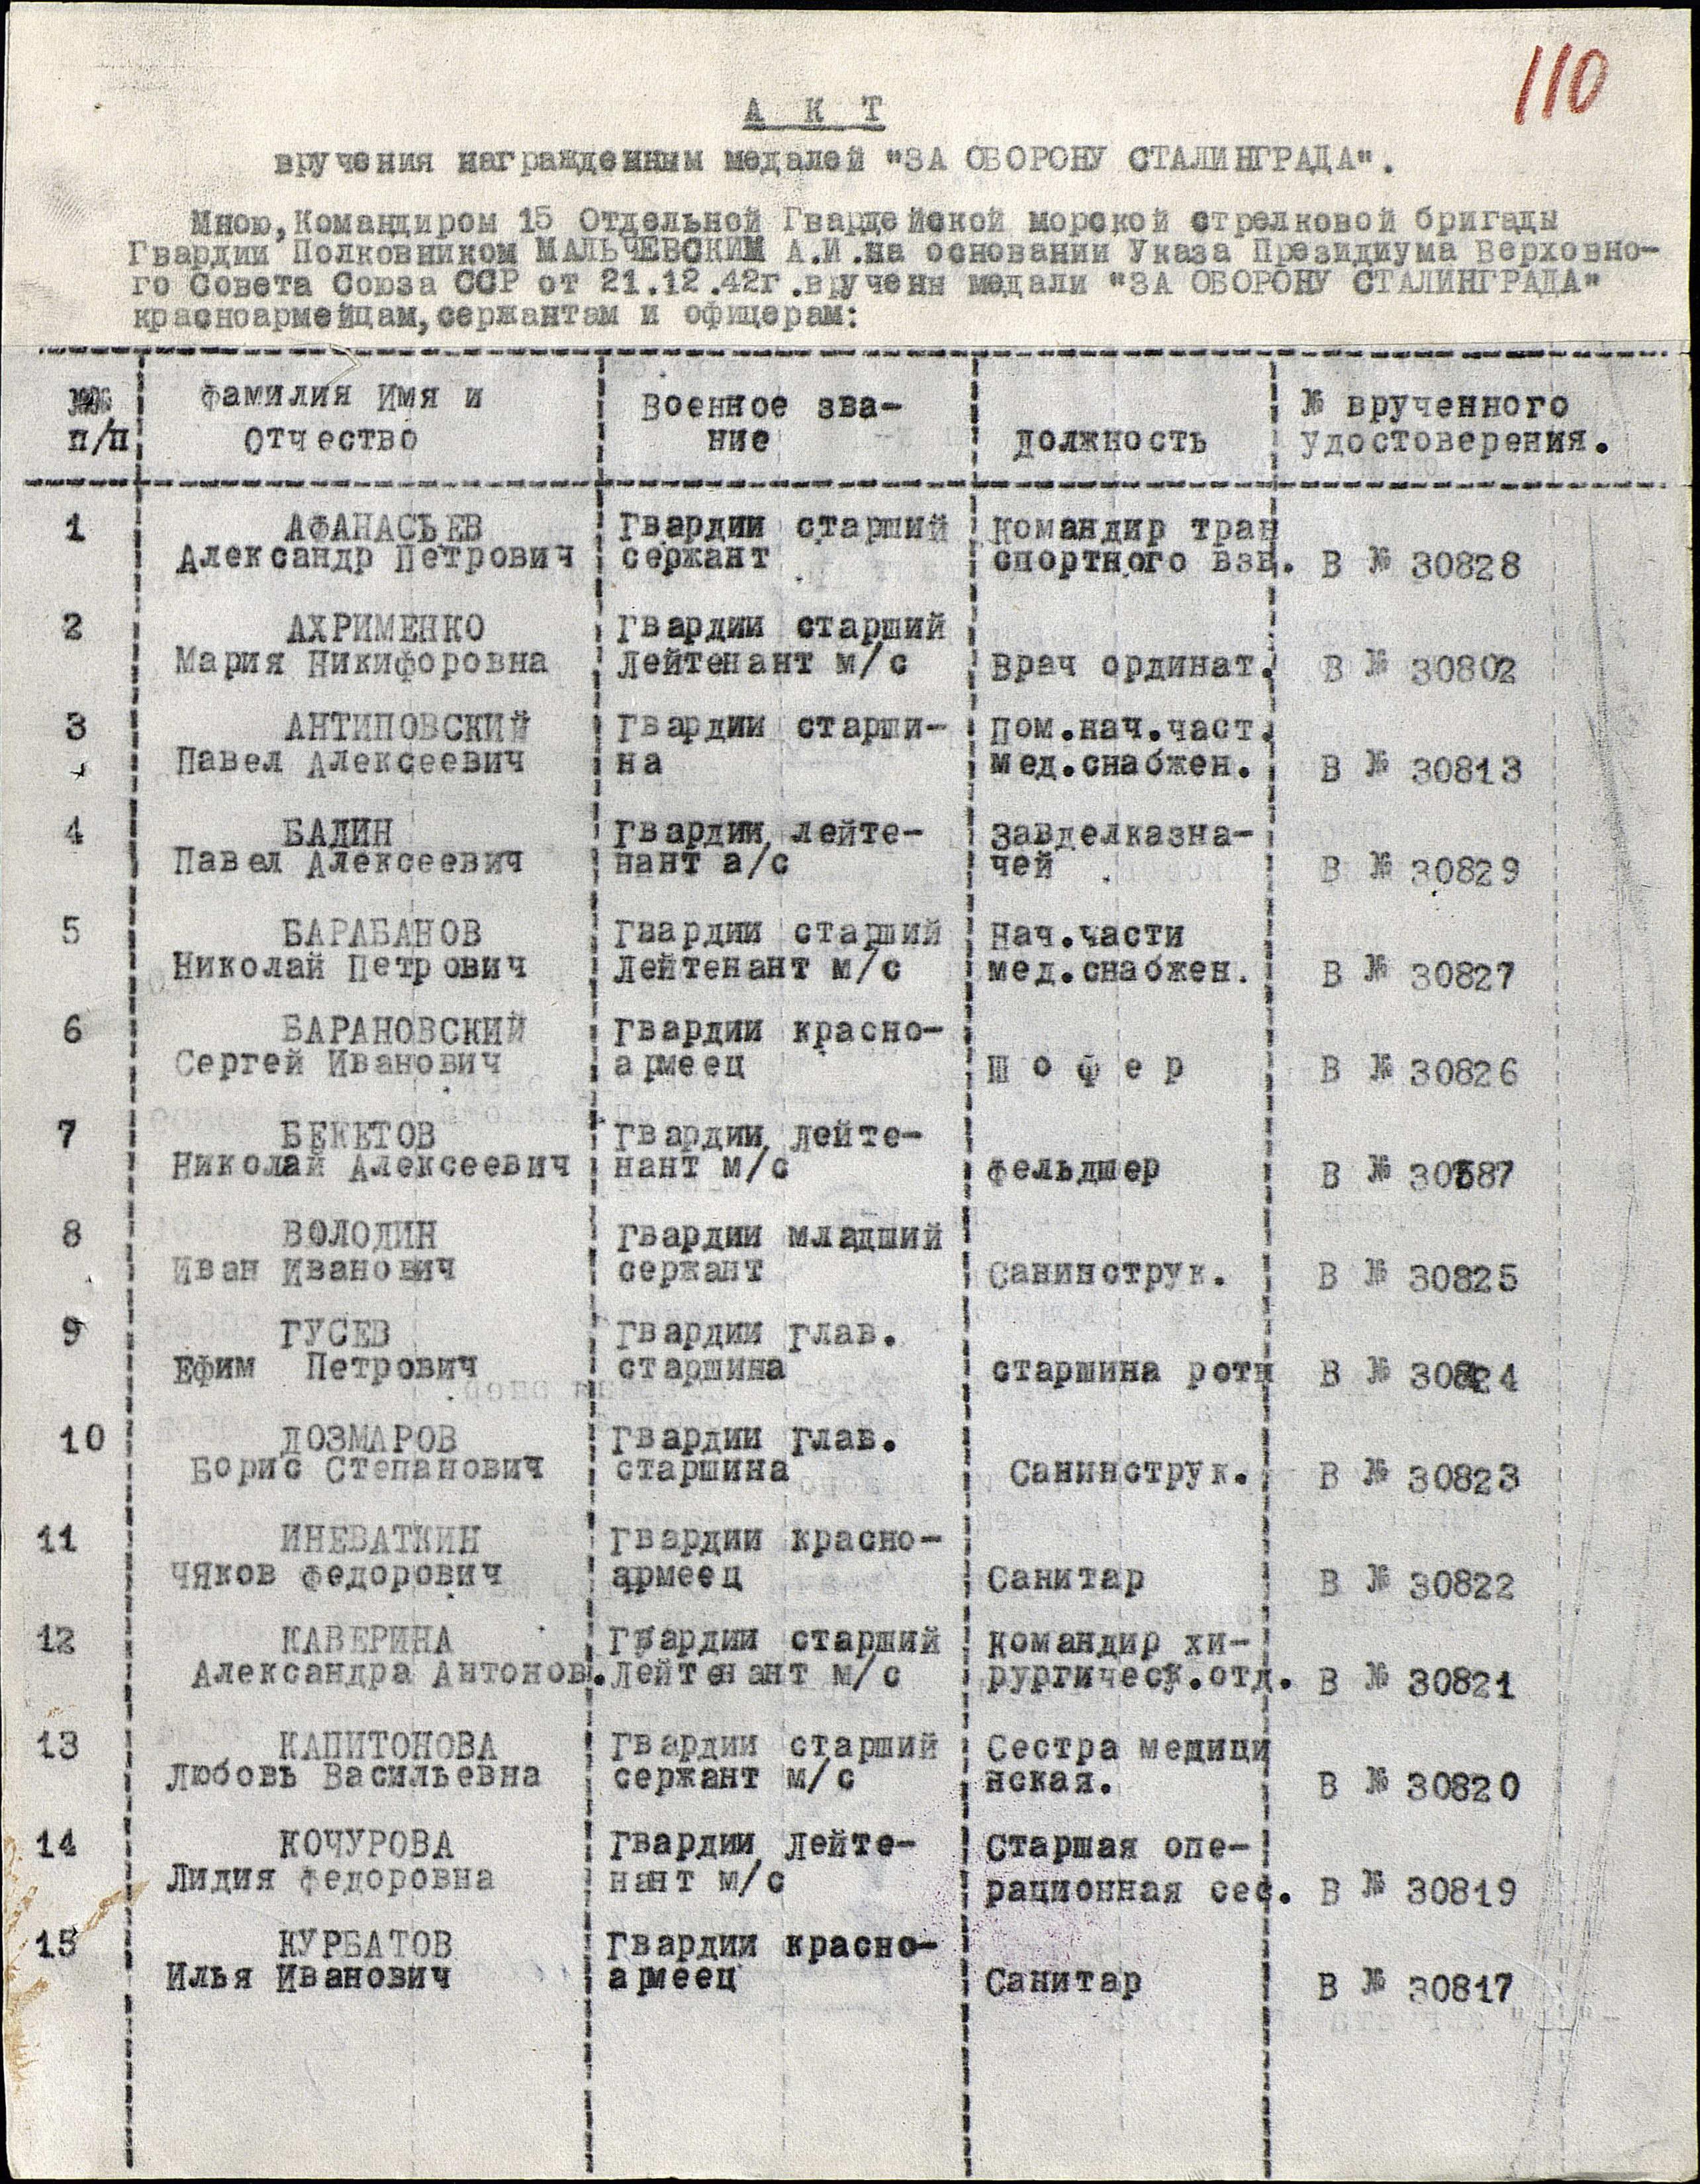 110
А К Т
вручения награжденным медалей "ЗА ОБОРОНУ СТАЛИНГРАДА".
Мною, Командиром 15 Отдельной Гвардейской морской стрелковой бригады
Гвардии Полковником МАЛЬЧЕВСКИМ А.И.на основании Указа Президиума Верховно-
го Совета Союза ССР от 21.12.42г.вручены медали "ЗА ОБОРОНУ СТАЛИНГРАДА"
красноармейцам,сержантам и офицерам:
№№ п/п
Фамилия Имя и
Отчество
Военное зва-
ние
Должность
№ врученного
удостоверения.
1 АФАНАСЬЕВ Гвардии старший Командир тран
Александр Петрович сержант спортного взв. В № 30828
2 АХРИМЕНКО Гвардии старший
Мария Никифоровна Лейтенант м/с Врач ординат. В № 30802
3 АНТИПОВСКИЙ Гвардии старши- Пом.нач.част.
Павел Алексеевич на мед.снабжен. В № 30813
4 БАДИН Гвардии лейте- Завделказна-
Павел Алексеевич нант а/с чей В № 30829
5 БАРАБАНОВ Гвардии старший Нач.части
Николай Петрович Лейтенант м/с мед.снабжен. В № 30827
6 БАРАНОВСКИЙ Гвардии красно-
Сергей Иванович армеец Ш о ф е р В № 30826
7 БЕКЕТОВ Гвардии Лейте-
Николай Алексеевич нант м/с Фельдшер В №
8 ВОЛОДИН Гвардии младший
Иван Иванович сержант Санинструк. В № 30825
9 ГУСЕВ Гвардии Глав.
Ефим Петрович старшина старшина роты В № 30824
10 ДОЗМАРОВ Гвардии Глав.
Борис Степанович старшина Санинструк. В № 30823
11 ИНЕВАТКИН Гвардии красно-
ЧЯков Федорович армеец Санитар В № 30822
12 КАВЕРИНА Гвардии старший Командир хи-
Александра Антонов. Лейтенант м/с рургическ.отд. В № 30821
13 КАПИТОНОВА Гвардии старший Сестра медици
Любовь Васильевна сержант м/с нская. В № 30820
14 КОЧУРОВА Гвардии Лейте- Старшая опе-
Лидия Федоровна нант м/с рационная сес. В № 30819
15 КУРБАТОВ Гвардии красно-
Илья Иванович армеец Санитар В № 30817